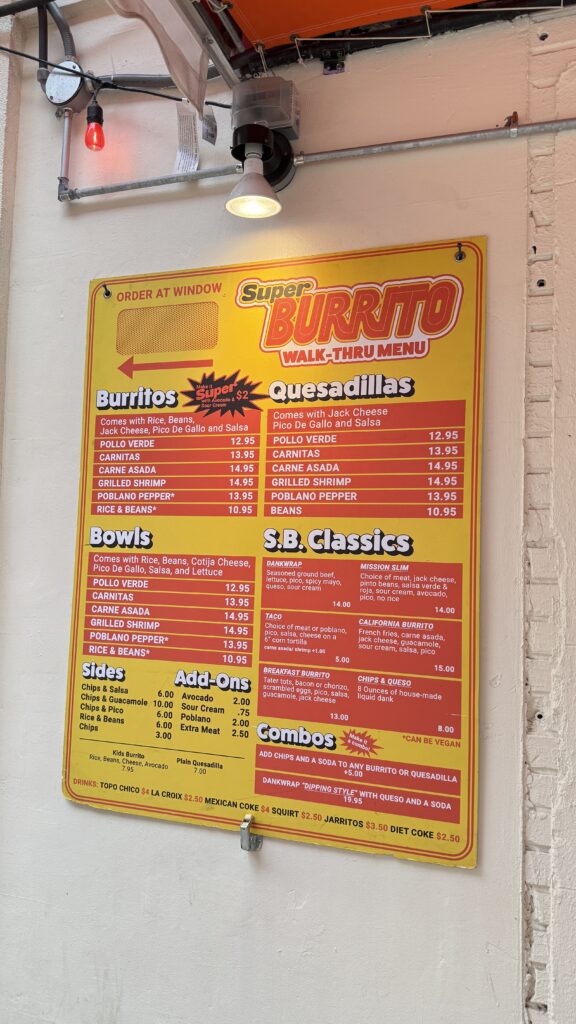 ORDER AT WINDOW
Super
BURRITO
WALK-THRU MENU
Burritos
Make it
Super
with Avocado &
Sour Cream
$2
Comes with Rice, Beans,
Jack Cheese, Pico De Gallo and Salsa
POLLO VERDE 12.95
CARNITAS 13.95
CARNE ASADA 14.95
GRILLED SHRIMP 14.95
POBLANO PEPPER* 13.95
RICE & BEANS* 10.95
Quesadillas
Comes with Jack Cheese
Pico De Gallo and Salsa
POLLO VERDE 12.95
CARNITAS 13.95
CARNE ASADA 14.95
GRILLED SHRIMP 14.95
POBLANO PEPPER 13.95
BEANS 10.95
Bowls
Comes with Rice, Beans, Cotija Cheese,
Pico De Gallo, Salsa, and Lettuce
POLLO VERDE 12.95
CARNITAS 13.95
CARNE ASADA 14.95
GRILLED SHRIMP 14.95
POBLANO PEPPER* 13.95
RICE & BEANS* 10.95
S.B. Classics
DANKWRAP
Seasoned ground beef,
lettuce, pico, spicy mayo,
queso, sour cream
14.00
MISSION SLIM
Choice of meat, jack cheese,
pinto beans, salsa verde &
roja, sour cream, avocado,
pico, no rice
14.00
TACO
Choice of meat or poblano,
pico, salsa, cheese on a
6" corn tortilla
carne asada/ shrimp +1.00
5.00
CALIFORNIA BURRITO
French fries, carne asada,
jack cheese, guacamole,
sour cream, salsa, pico
15.00
BREAKFAST BURRITO
Tater tots, bacon or chorizo,
scrambled eggs, pico, salsa,
guacamole, jack cheese
13.00
CHIPS & QUESO
8 Ounces of house-made
liquid dank
8.00
*CAN BE VEGAN
Sides
Chips & Salsa 6.00
Chips & Guacamole 10.00
Chips & Pico 6.00
Rice & Beans 6.00
Chips 3.00
Add-Ons
Avocado 2.00
Sour Cream .75
Poblano 2.00
Extra Meat 2.50
Kids Burrito
Rice, Beans, Cheese, Avocado
7.95
Plain Quesadilla
7.00
Combos
Make it
a combo!
ADD CHIPS AND A SODA TO ANY BURRITO OR QUESADILLA
+5.00
DANKWRAP "DIPPING STYLE" WITH QUESO AND A SODA
19.95
DRINKS: TOPO CHICO $4 LA CROIX $2.50 MEXICAN COKE $4 SQUIRT $2.50 JARRITOS $3.50 DIET COKE $2.50